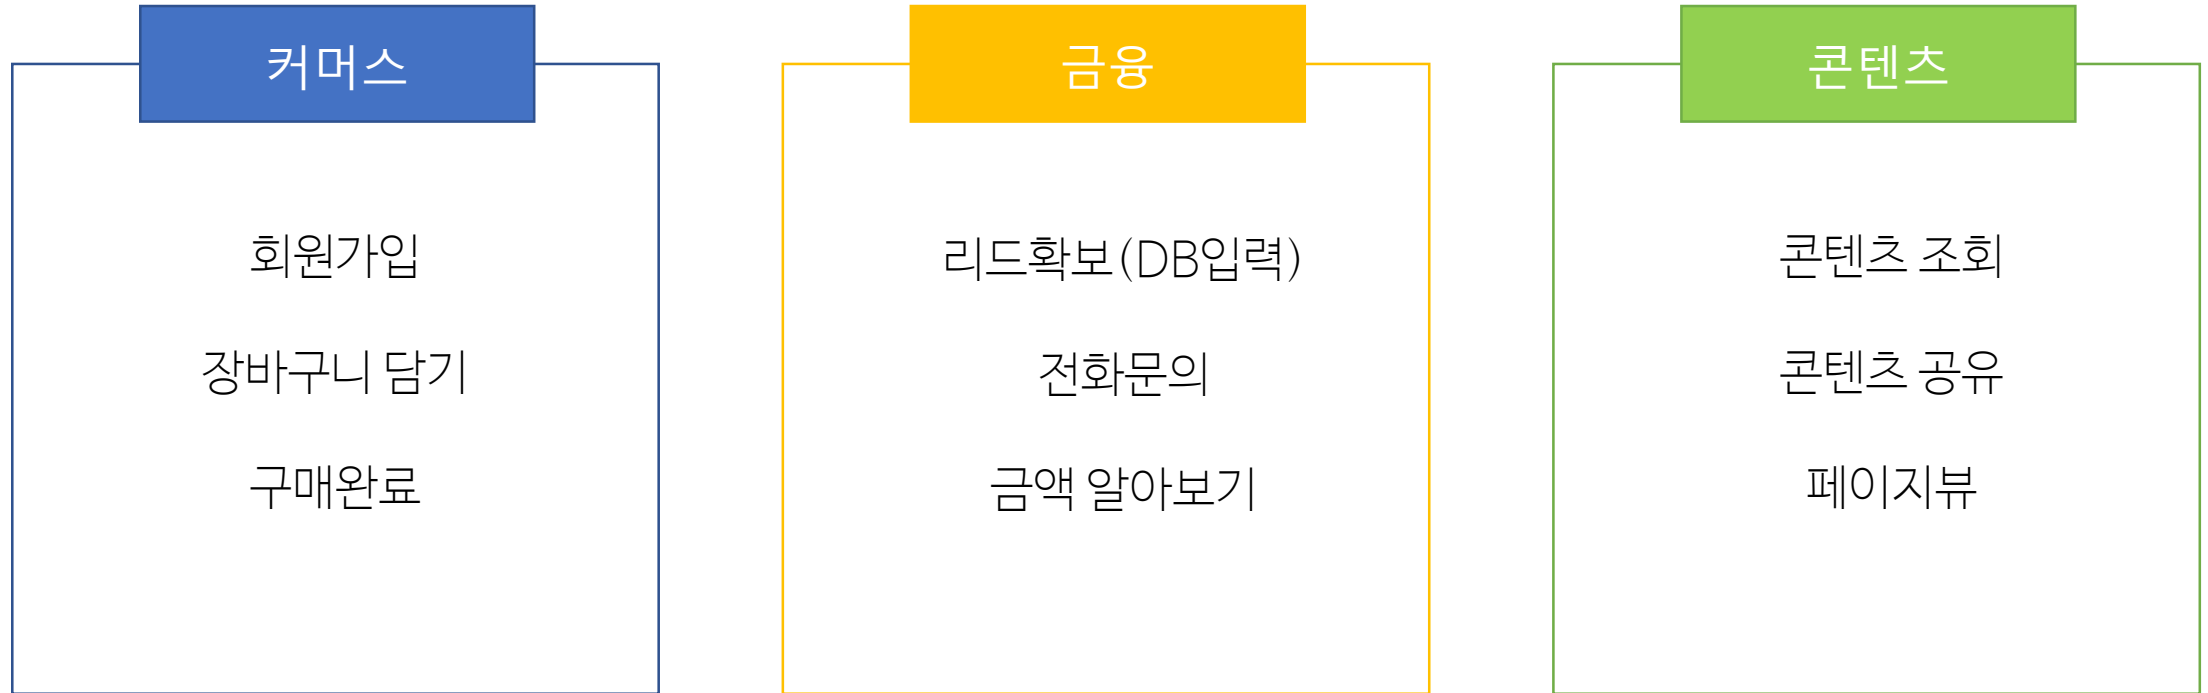 커머스
회원가입
장바구니 담기
구매완료
금융
리드확보(DB입력)
전화문의
금액 알아보기
콘텐츠
콘텐츠 조회
콘텐츠 공유
페이지뷰